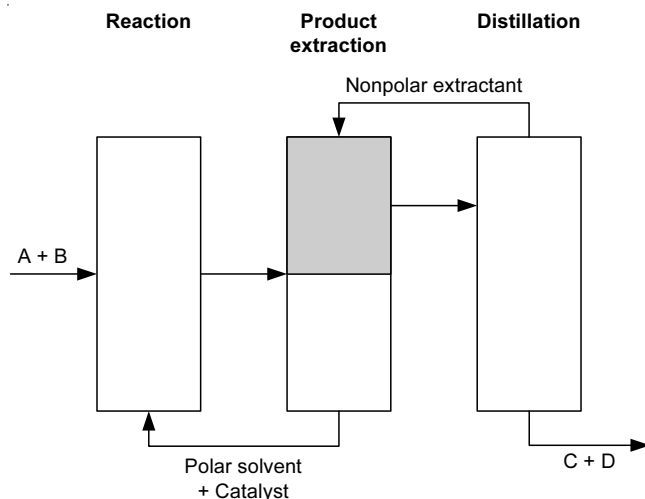 Reaction
Product
extraction
Distillation
Nonpolar extractant
A + B
Polar solvent
+ Catalyst
C + D